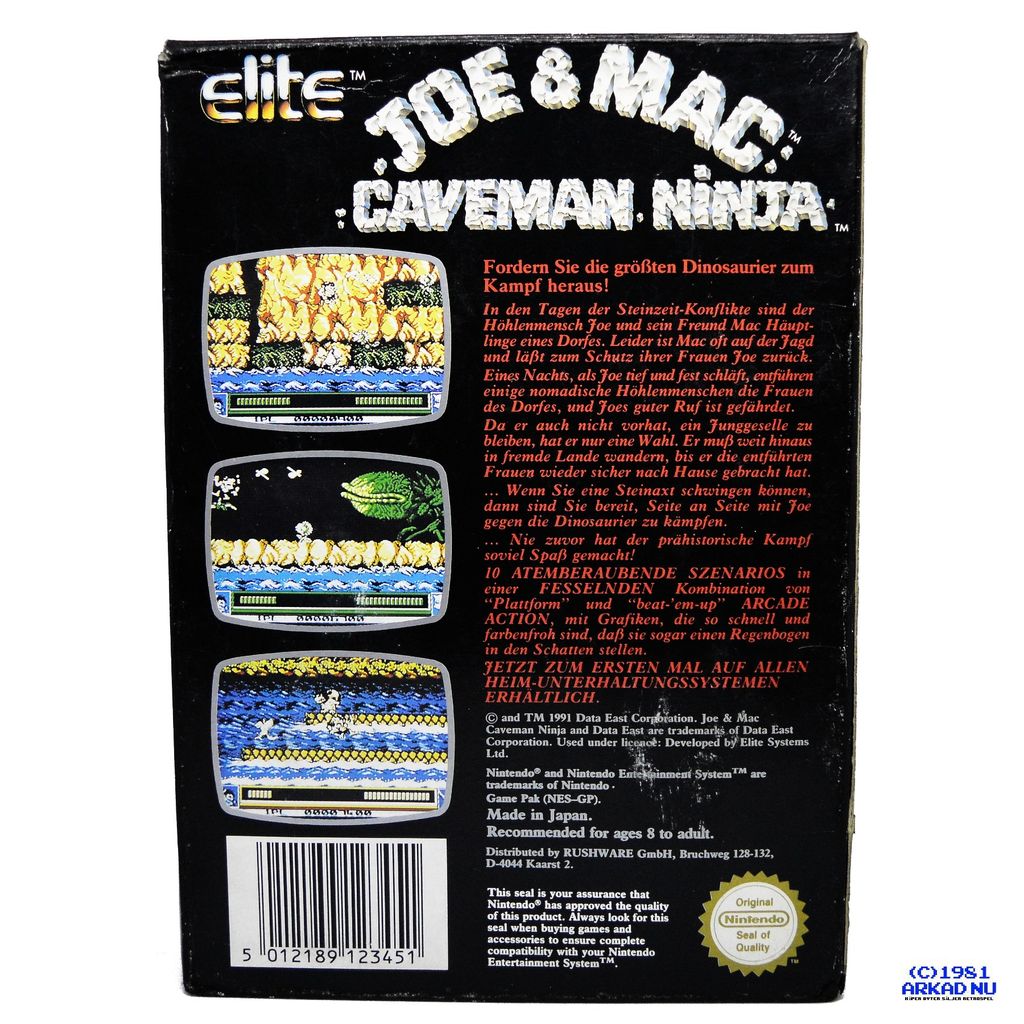 elite™
JOE & MAC™
CAVEMAN NINJA™
Fordern Sie die größten Dinosaurier zum
Kampf heraus!
In den Tagen der Steinzeit-Konflikte sind der
Höhlenmensch Joe und sein Freund Mac Häupt-
linge eines Dorfes. Leider ist Mac oft auf der Jagd
und läßt zum Schutz ihrer Frauen Joe zurück.
Eines Nachts, als Joe tief und fest schläft, entführen
einige nomadische Höhlenmenschen die Frauen
des Dorfes, und Joes guter Ruf ist gefährdet.
Da er auch nicht vorhat, ein Junggeselle zu
bleiben, hat er nur eine Wahl. Er muß weit hinaus
in fremde Lande wandern, bis er die entführten
Frauen wieder sicher nach Hause gebracht hat.
... Wenn Sie eine Steinaxt schwingen können,
dann sind Sie bereit, Seite an Seite mit Joe
gegen die Dinosaurier zu kämpfen.
... Nie zuvor hat der prähistorische Kampf
soviel Spaß gemacht!
10 ATEMBERAUBENDE SZENARIOS in
einer FESSELNDEN Kombination von
"Plattform" und "beat-'em-up" ARCADE
ACTION, mit Grafiken, die so schnell und
farbenfroh sind, daß sie sogar einen Regenbogen
in den Schatten stellen.
JETZT ZUM ERSTEN MAL AUF ALLEN
HEIM-UNTERHALTUNGSSYSTEMEN
ERHÄLTLICH.
© and TM 1991 Data East Corporation. Joe & Mac
Caveman Ninja and Data East are trademarks of Data East
Corporation. Used under licence: Developed by Elite Systems
Ltd.
Nintendo® and Nintendo Entertainment System™ are
trademarks of Nintendo.
Game Pak (NES-GP).
Made in Japan.
Recommended for ages 8 to adult.
Distributed by RUSHWARE GmbH, Bruchweg 128-132,
D-4044 Kaarst 2.
This seal is your assurance that
Nintendo® has approved the quality
of this product. Always look for this
seal when buying games and
accessories to ensure complete
compatibility with your Nintendo
Entertainment System™.
Original
Nintendo
Seal of
Quality
™
5 012189 123451
(C)1981
ARKAD NU
KÖPER BYTER SÄLJER RETROSPEL